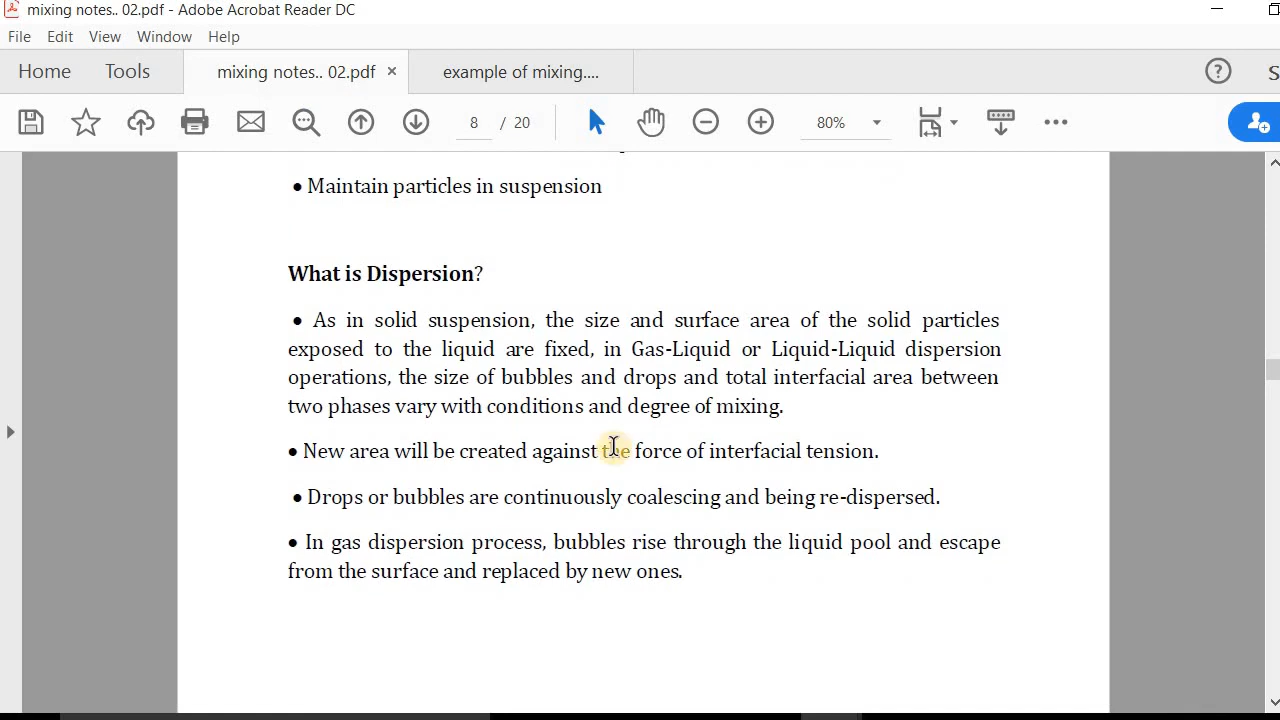 mixing notes.. 02.pdf - Adobe Acrobat Reader DC
File Edit View Window Help
Home Tools mixing notes.. 02.pdf × example of mixing.... ? S
8 / 20 80%
• Maintain particles in suspension
What is Dispersion?
• As in solid suspension, the size and surface area of the solid particles
exposed to the liquid are fixed, in Gas-Liquid or Liquid-Liquid dispersion
operations, the size of bubbles and drops and total interfacial area between
two phases vary with conditions and degree of mixing.
• New area will be created against the force of interfacial tension.
• Drops or bubbles are continuously coalescing and being re-dispersed.
• In gas dispersion process, bubbles rise through the liquid pool and escape
from the surface and replaced by new ones.